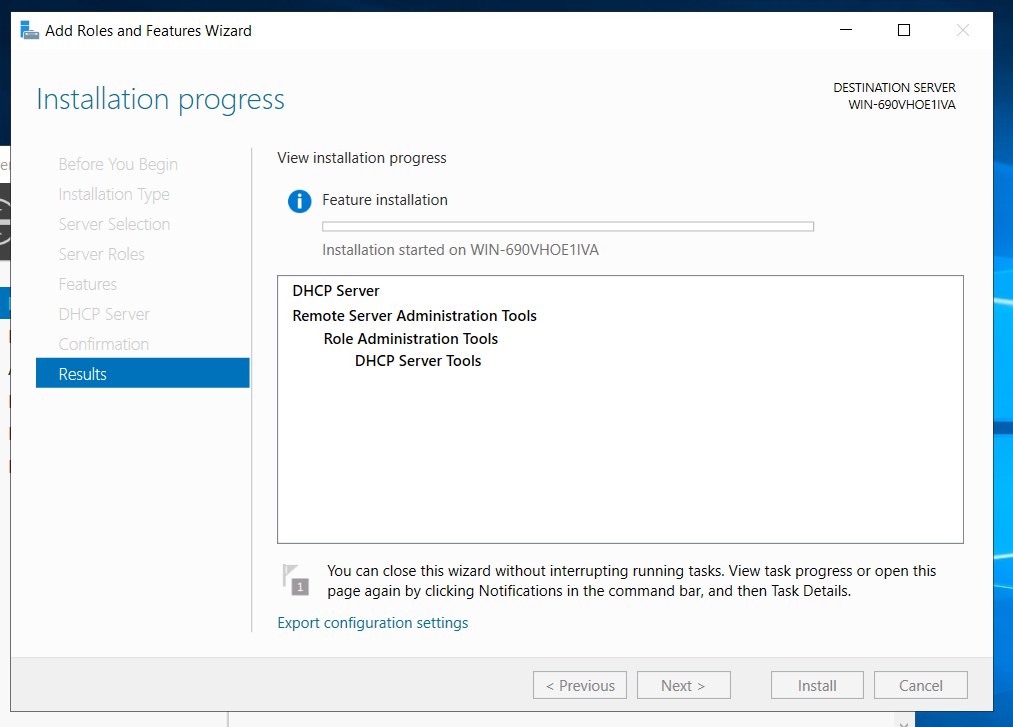 Add Roles and Features Wizard
Installation progress
DESTINATION SERVER
WIN-690VHOE1IVA
Before You Begin
Installation Type
Server Selection
Server Roles
Features
DHCP Server
Confirmation
Results
View installation progress
Feature installation
Installation started on WIN-690VHOE1IVA
DHCP Server
Remote Server Administration Tools
Role Administration Tools
DHCP Server Tools
1
You can close this wizard without interrupting running tasks. View task progress or open this
page again by clicking Notifications in the command bar, and then Task Details.
Export configuration settings
< Previous
Next >
Install
Cancel